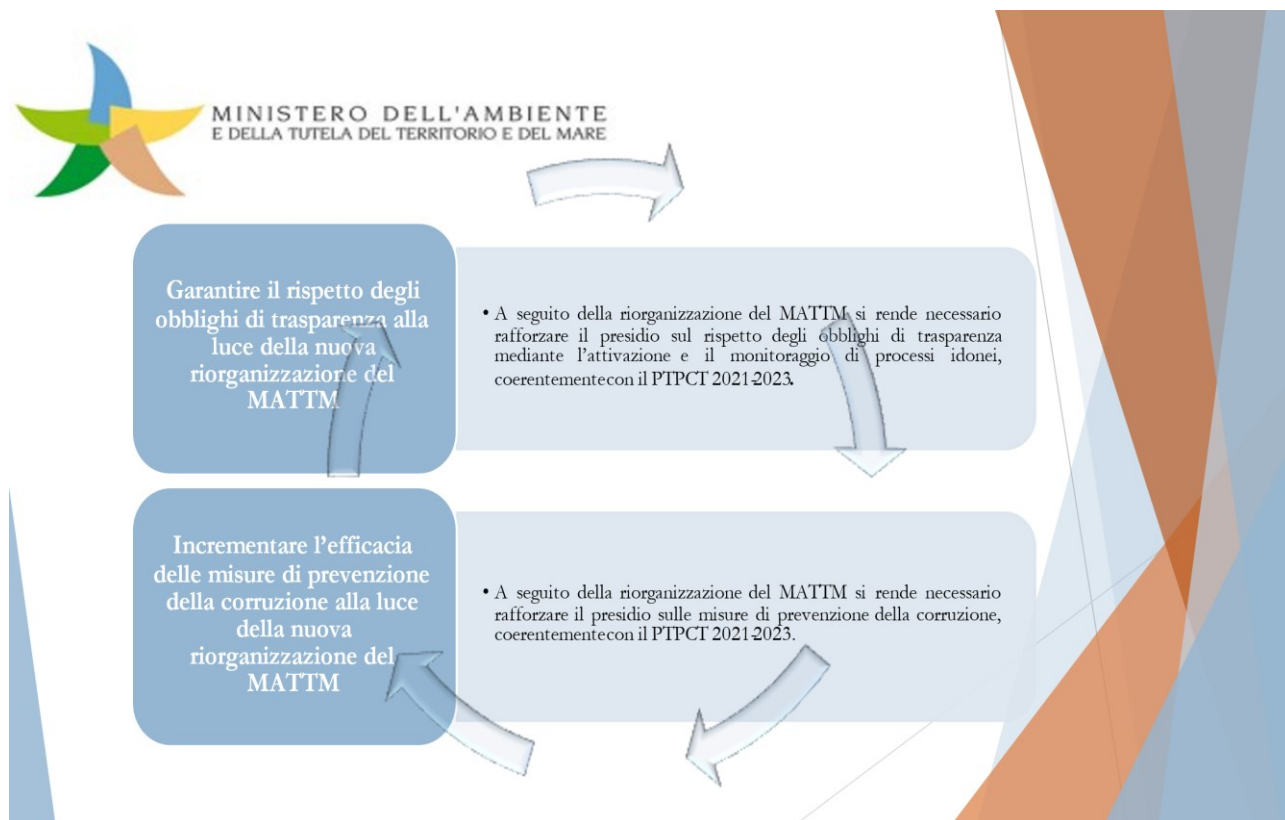 MINISTERO DELL'AMBIENTE
E DELLA TUTELA DEL TERRITORIO E DEL MARE
Garantire il rispetto degli
obblighi di trasparenza alla
luce della nuova
riorganizzazione del
MATTM
• A seguito della riorganizzazione del MATTM si rende necessario
rafforzare il presidio sul rispetto degli obblighi di trasparenza
mediante l'attivazione e il monitoraggio di processi idonei,
coerentemente con il PTPCT 2021-2023.
Incrementare l'efficacia
delle misure di prevenzione
della corruzione alla luce
della nuova
riorganizzazione del
MATTM
• A seguito della riorganizzazione del MATTM si rende necessario
rafforzare il presidio sulle misure di prevenzione della corruzione,
coerentemente con il PTPCT 2021-2023.